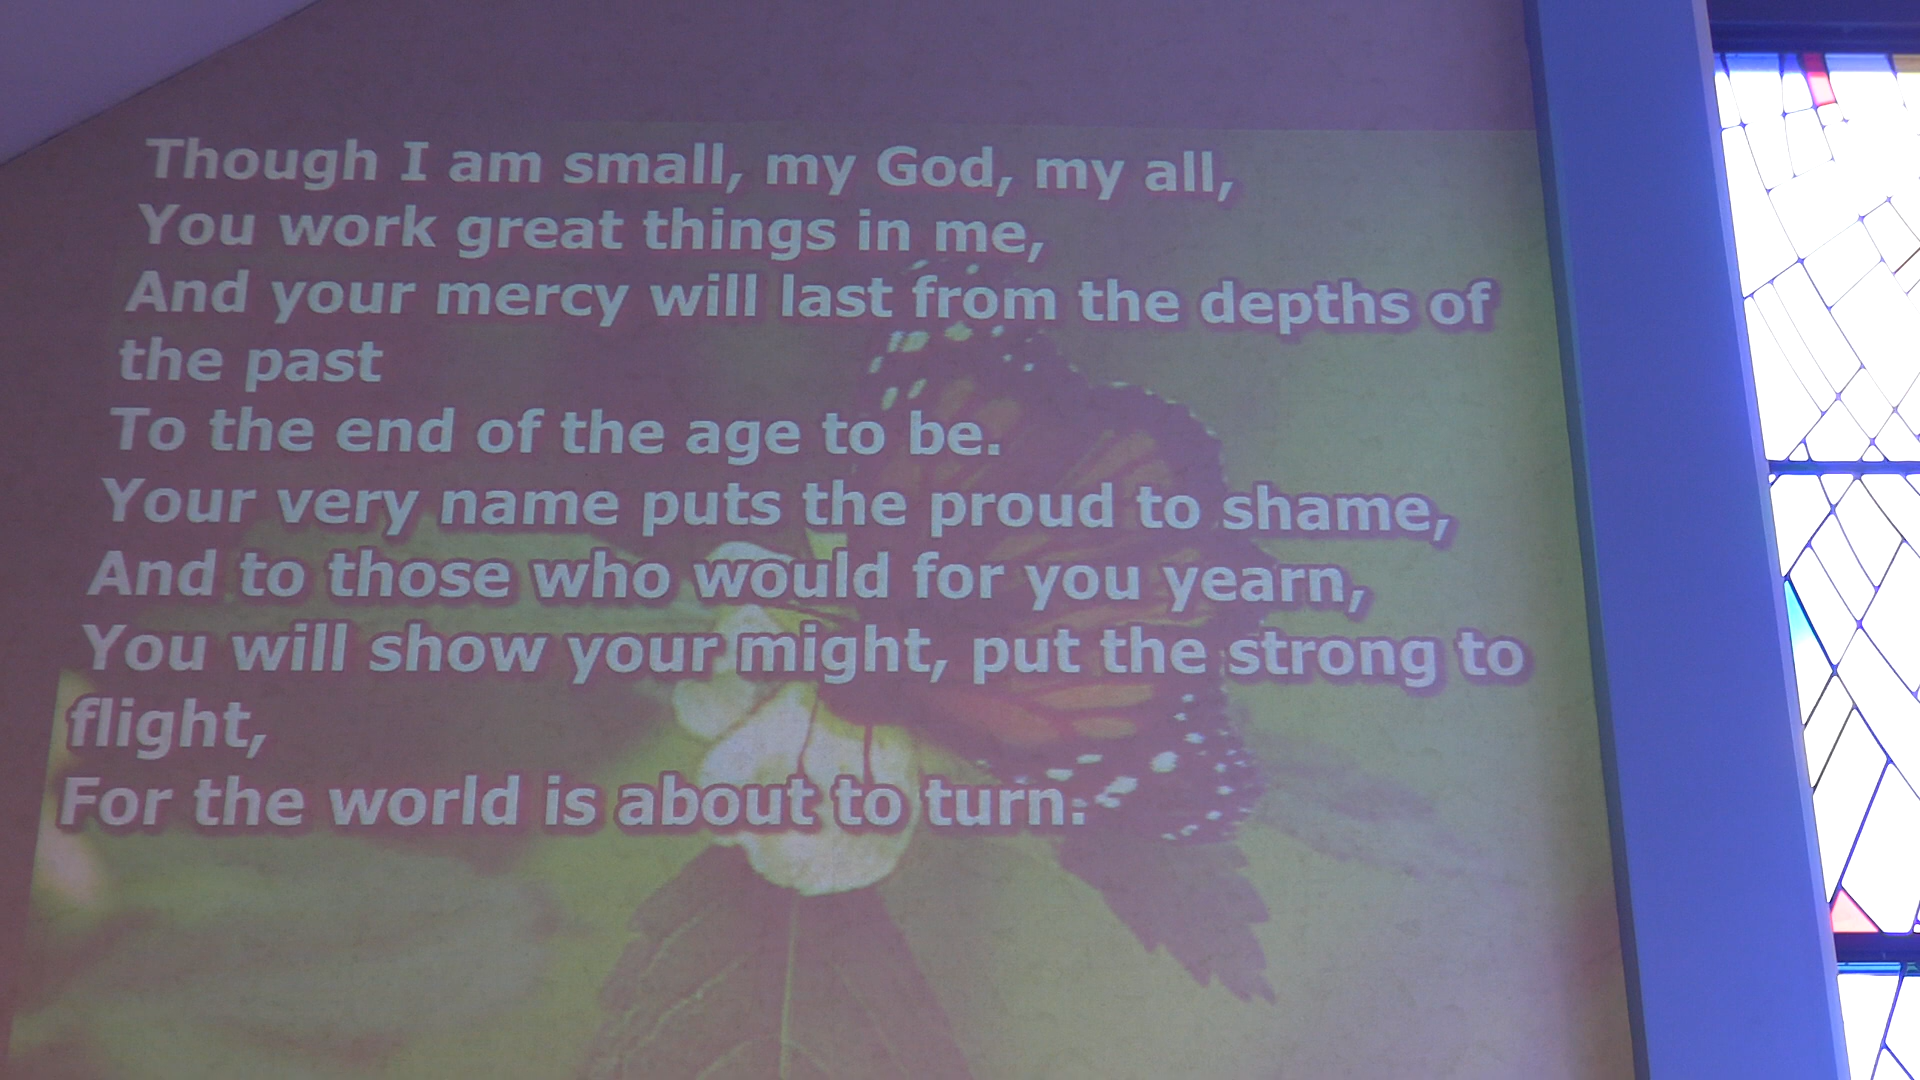 Though I am small, my God, my all,
You work great things in me,
And your mercy will last from the depths of
the past
To the end of the age to be.
Your very name puts the proud to shame,
And to those who would for you yearn,
You will show your might, put the strong to
flight,
For the world is about to turn.